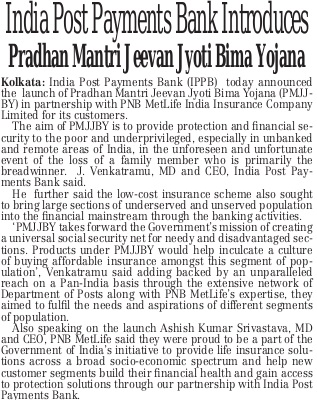 India Post Payments Bank Introduces
Pradhan Mantri Jeevan Jyoti Bima Yojana
Kolkata: India Post Payments Bank (IPPB) today announced
the launch of Pradhan Mantri Jeevan Jyoti Bima Yojana (PMJJ-
BY) in partnership with PNB MetLife India Insurance Company
Limited for its customers.
The aim of PMJJBY is to provide protection and financial se-
curity to the poor and underprivileged, especially in unbanked
and remote areas of India, in the unforeseen and unfortunate
event of the loss of a family member who is primarily the
breadwinner. J. Venkatramu, MD and CEO, India Post Pay-
ments Bank said.
He further said the low-cost insurance scheme also sought
to bring large sections of underserved and unserved population
into the financial mainstream through the banking activities.
'PMJJBY takes forward the Government's mission of creating
a universal social security net for needy and disadvantaged sec-
tions. Products under PMJJBY would help inculcate a culture
of buying affordable insurance amongst this segment of pop-
ulation', Venkatramu said adding backed by an unparalleled
reach on a Pan-India basis through the extensive network of
Department of Posts along with PNB MetLife's expertise, they
aimed to fulfil the needs and aspirations of different segments
of population.
Also speaking on the launch Ashish Kumar Srivastava, MD
and CEO, PNB MetLife said they were proud to be a part of the
Government of India's initiative to provide life insurance solu-
tions across a broad socio-economic spectrum and help new
customer segments build their financial health and gain access
to protection solutions through our partnership with India Post
Payments Bank.